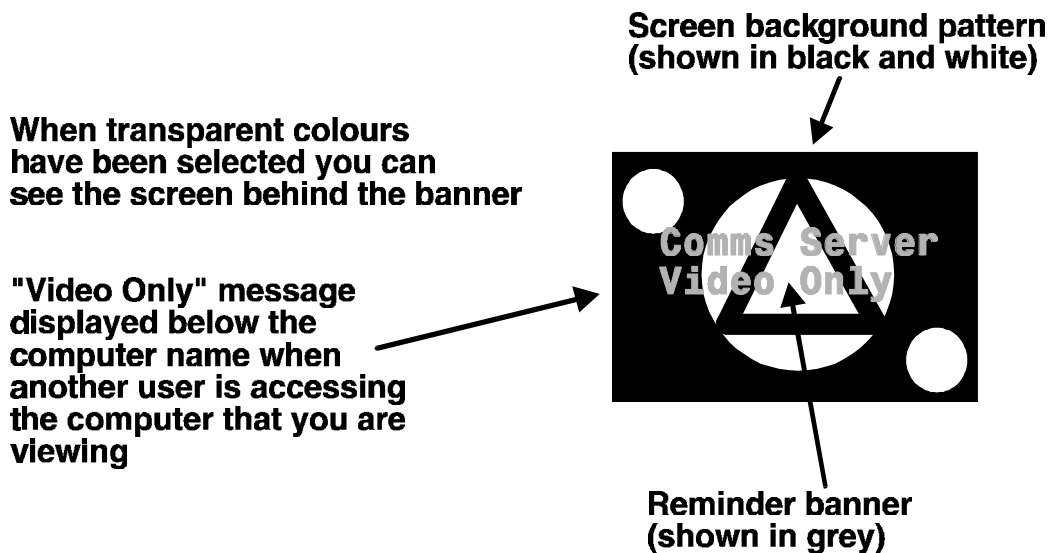 Screen background pattern
(shown in black and white)
When transparent colours
have been selected you can
see the screen behind the banner
Comms Server
Video Only
"Video Only" message
displayed below the
computer name when
another user is accessing
the computer that you are
viewing
Reminder banner
(shown in grey)